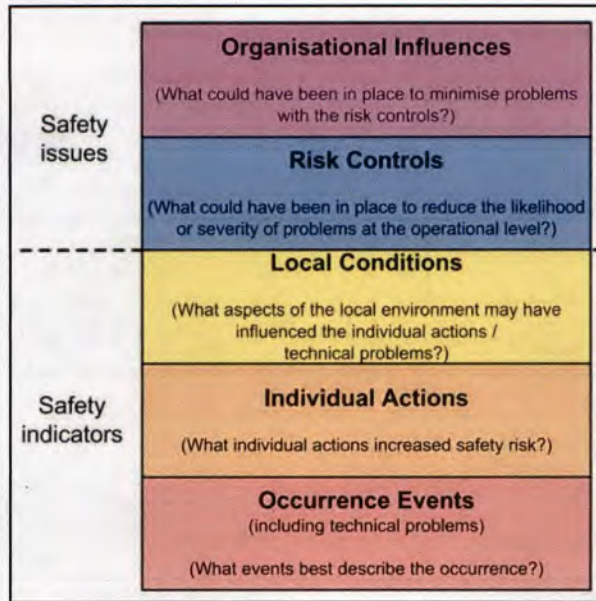 Organisational Influences
(What could have been in place to minimise problems
with the risk controls?)
Safety
issues
Risk Controls
(What could have been in place to reduce the likelihood
or severity of problems at the operational level?)
Local Conditions
(What aspects of the local environment may have
influenced the individual actions /
technical problems?)
Safety
indicators
Individual Actions
(What individual actions increased safety risk?)
Occurrence Events
(including technical problems)
(What events best describe the occurrence?)